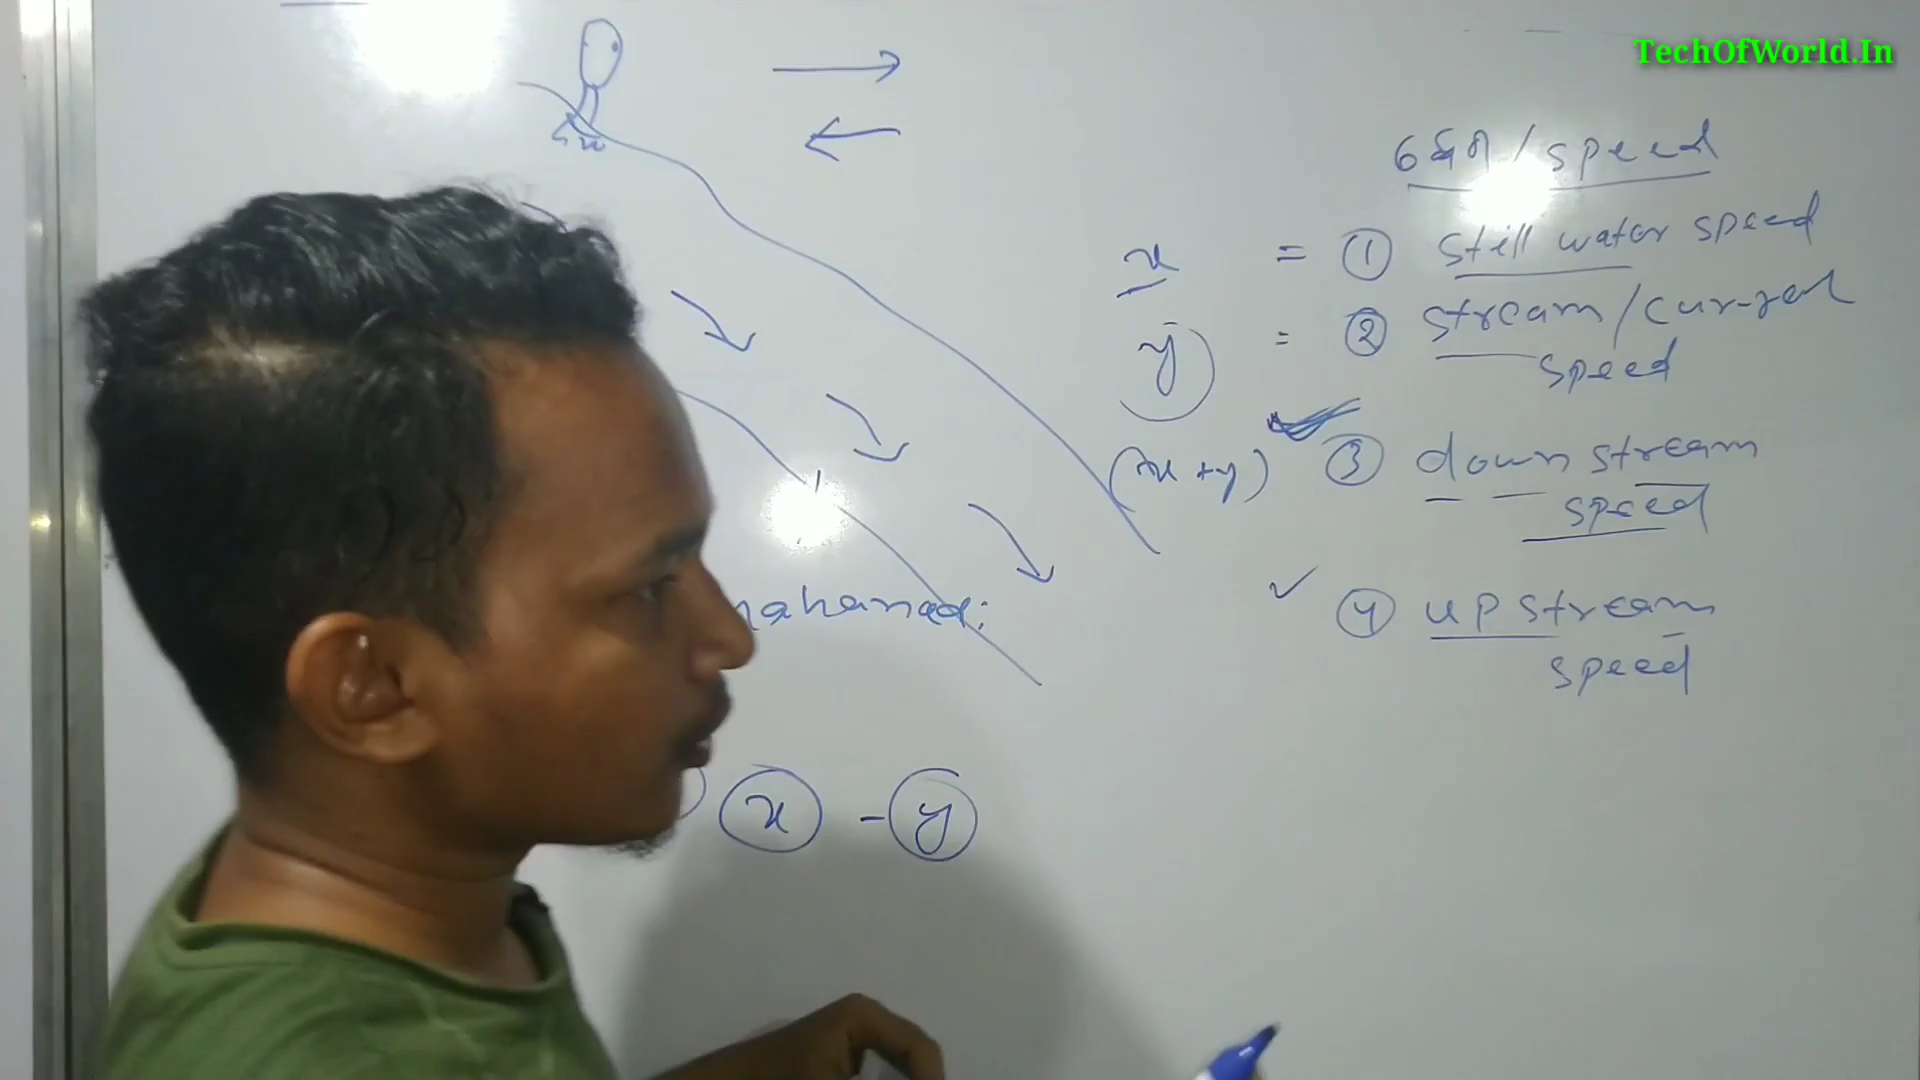 TechOfWorld.In
ବେଗ / speed
x = ① still water speed
y = ② stream/current
speed
(x+y) ③ down stream
speed
④ up stream
speed
mahanadi
x - y